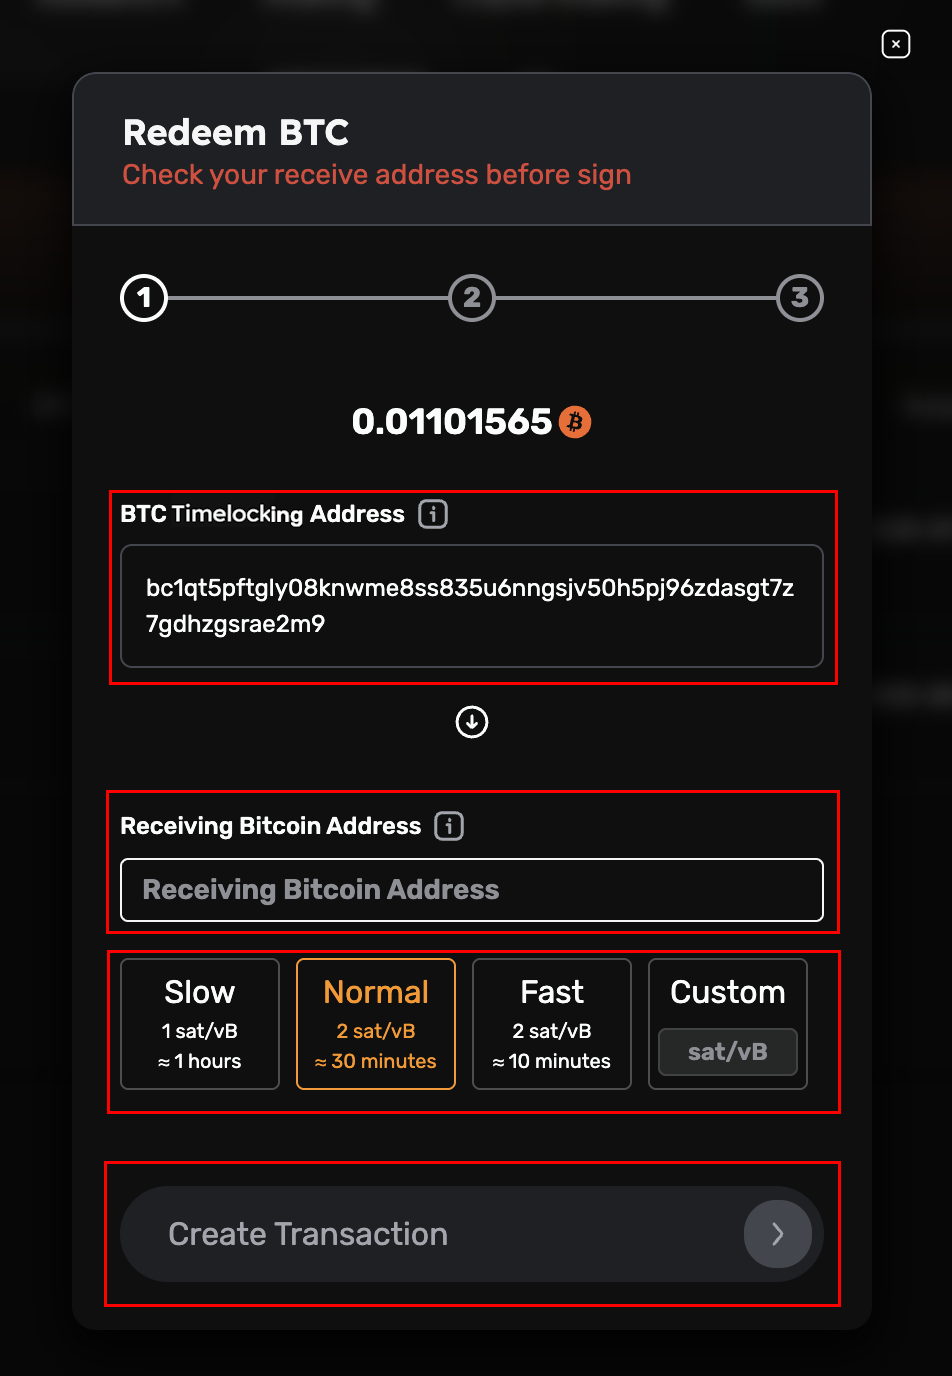 Redeem BTC
Check your receive address before sign
1 2 3
0.01101565
BTC Timelocking Address
bc1qt5pftgly08knwme8ss835u6nngsjv50h5pj96zdasgt7z
7gdhzgsrae2m9
Receiving Bitcoin Address
Receiving Bitcoin Address
Slow Normal Fast Custom
1 sat/vB 2 sat/vB 2 sat/vB sat/vB
≈ 1 hours ≈ 30 minutes ≈ 10 minutes
Create Transaction